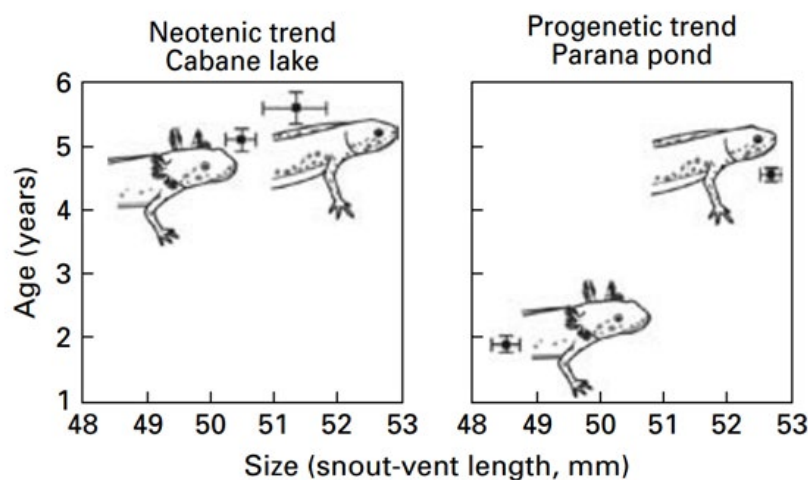 Neotenic trend
Cabane lake
Progenetic trend
Parana pond
Age (years)
6
5
4
3
2
1
48 49 50 51 52 53
48 49 50 51 52 53
Size (snout-vent length, mm)